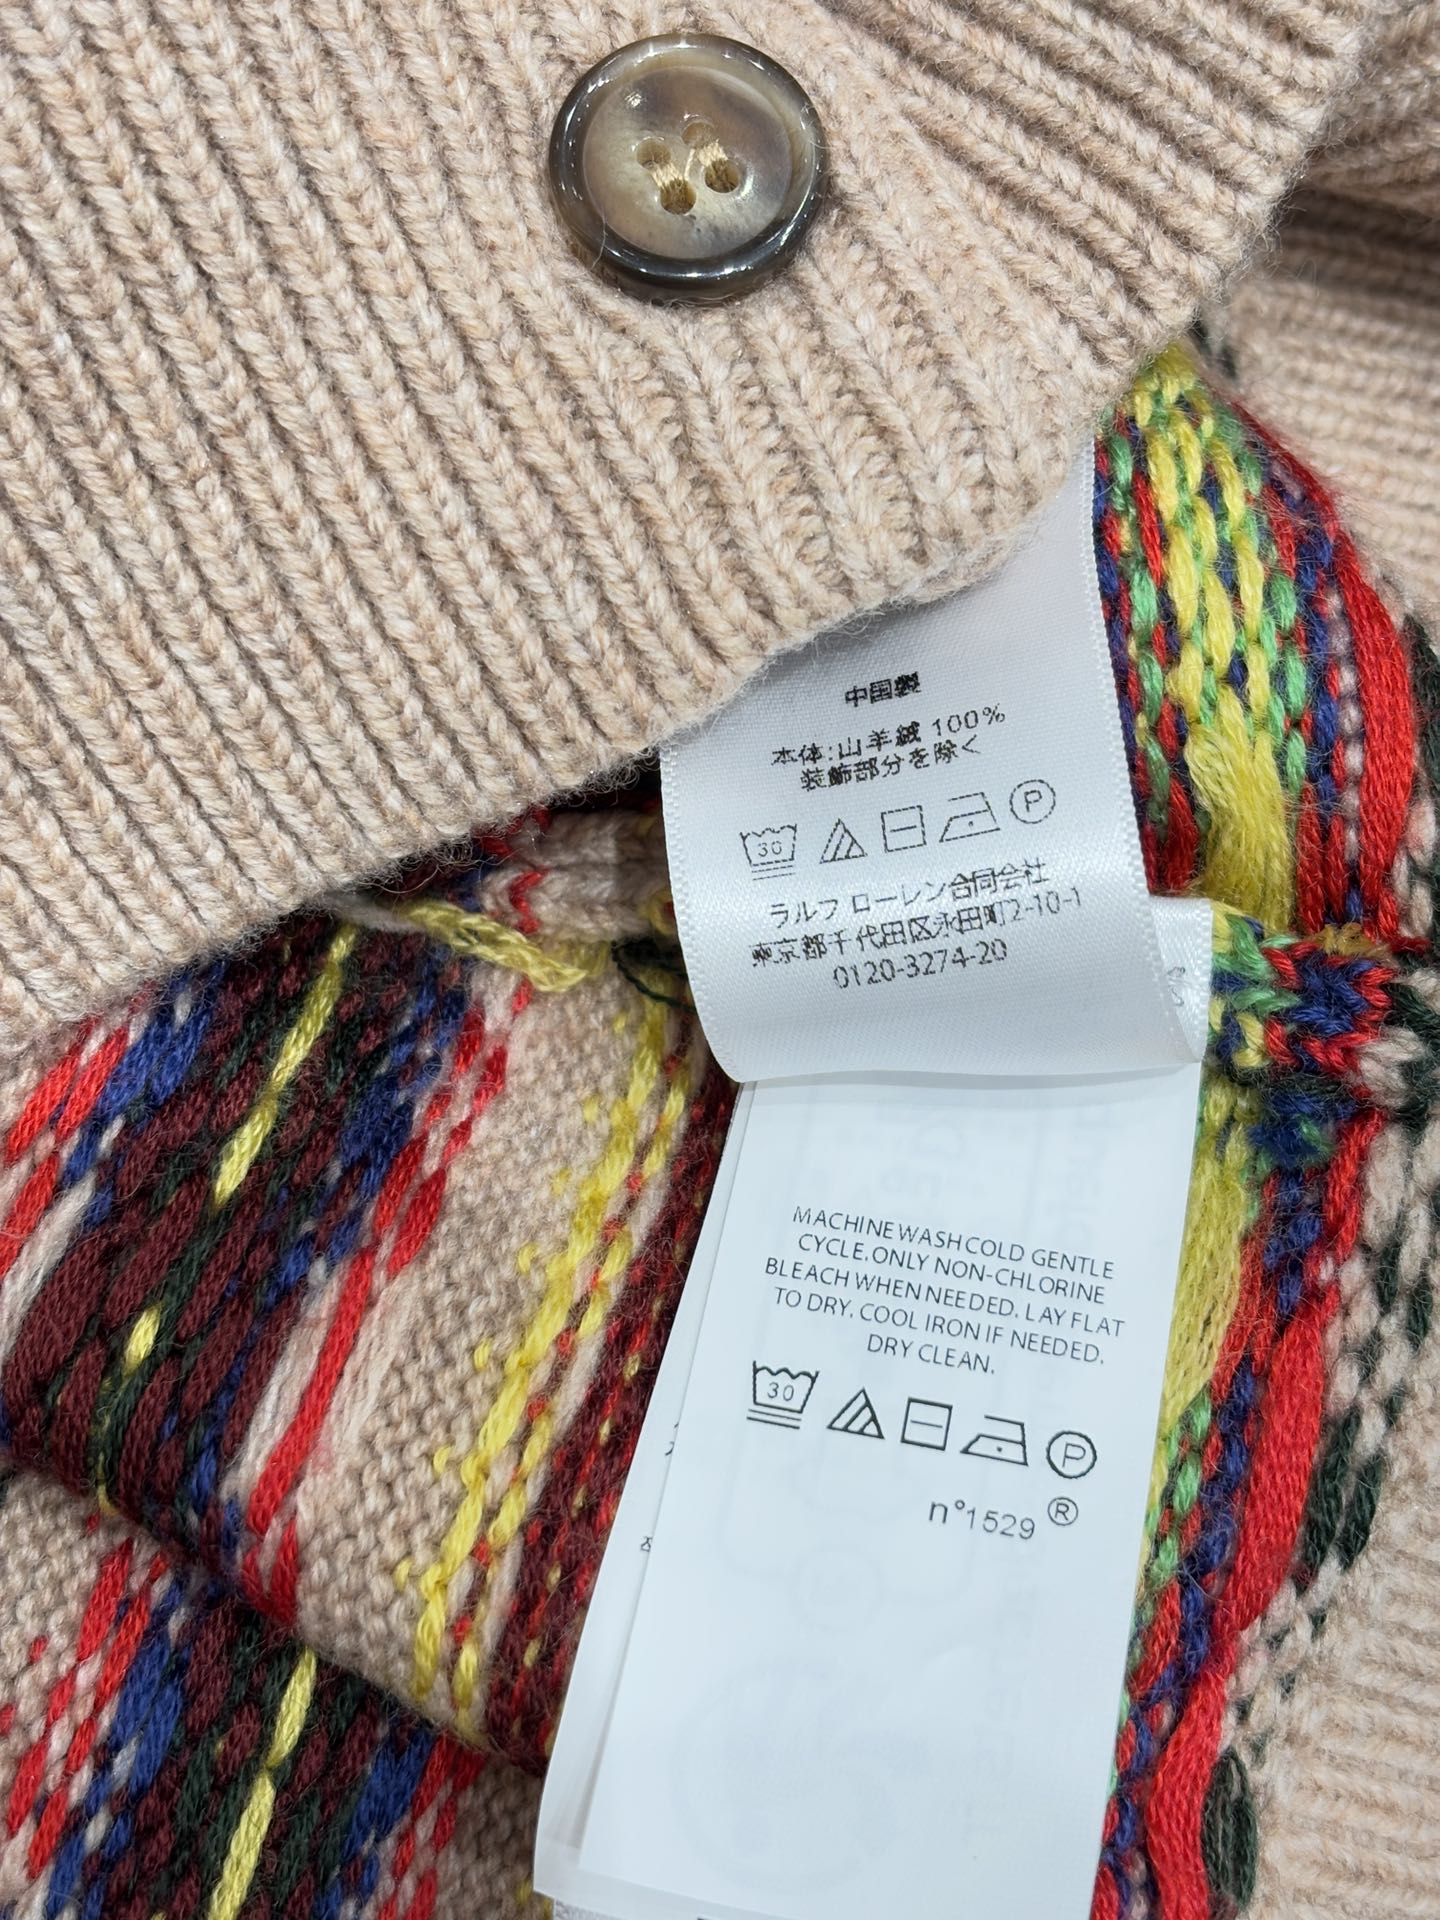 中国製
本体:山羊絨 100%
装飾部分を除く
30
P
ラルフ ローレン合同会社
東京都千代田区永田町2-10-1
0120-3274-20
MACHINE WASH COLD GENTLE
CYCLE. ONLY NON-CHLORINE
BLEACH WHEN NEEDED. LAY FLAT
TO DRY. COOL IRON IF NEEDED.
DRY CLEAN.
30
P
n°1529 ®